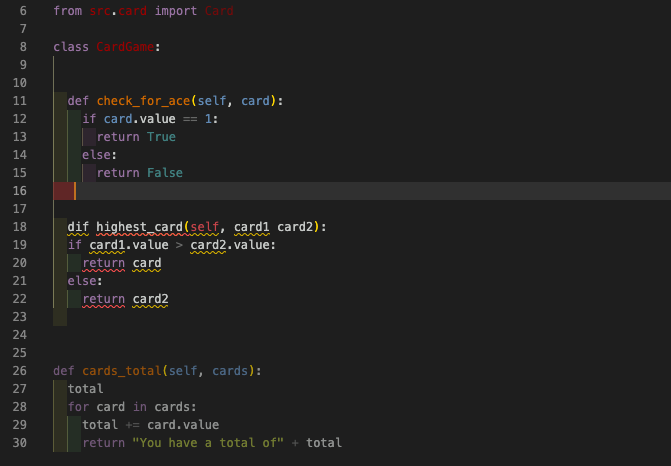 6 from src.card import Card
7
8 class CardGame:
9
10
11 def check_for_ace(self, card):
12 if card.value == 1:
13 return True
14 else:
15 return False
16
17
18 dif highest_card(self, card1 card2):
19 if card1.value > card2.value:
20 return card
21 else:
22 return card2
23
24
25
26 def cards_total(self, cards):
27 total
28 for card in cards:
29 total += card.value
30 return "You have a total of" + total